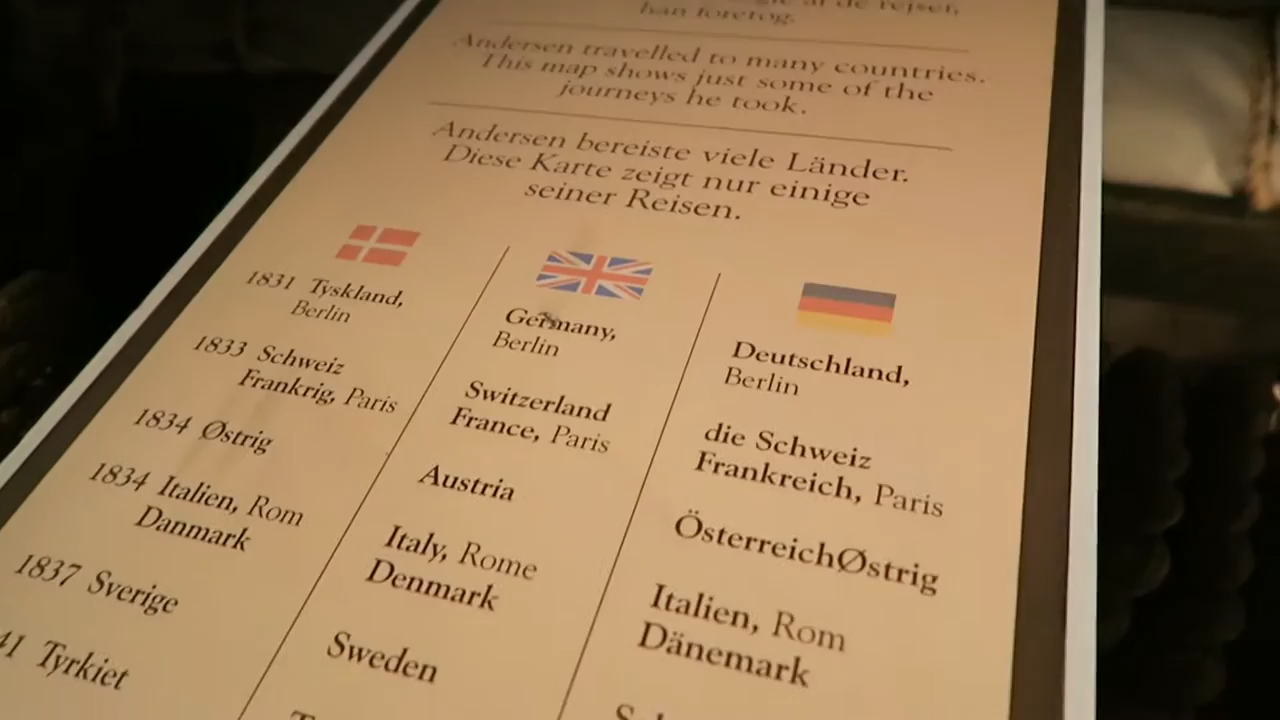 han foretog.
Andersen travelled to many countries.
This map shows just some of the
journeys he took.
Andersen bereiste viele Länder.
Diese Karte zeigt nur einige
seiner Reisen.
1831 Tyskland,
Berlin
1833 Schweiz
Frankrig, Paris
1834 Østrig
1834 Italien, Rom
Danmark
1837 Sverige
41 Tyrkiet
Germany,
Berlin
Switzerland
France, Paris
Austria
Italy, Rome
Denmark
Sweden
Deutschland,
Berlin
die Schweiz
Frankreich, Paris
ÖsterreichØstrig
Italien, Rom
Dänemark